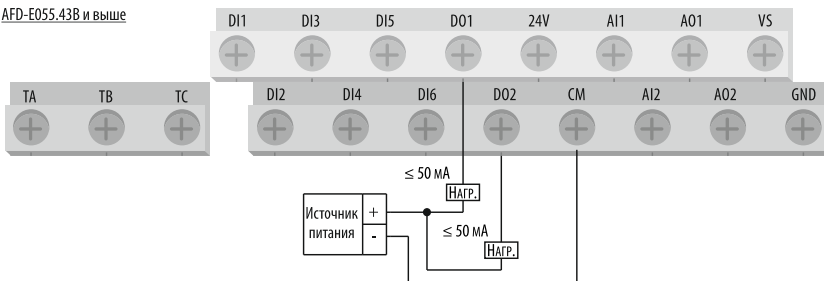 AFD-E055.43B и выше
DI1 DI3 DI5 DO1 24V AI1 AO1 VS
TA TB TC DI2 DI4 DI6 DO2 CM AI2 AO2 GND
≤ 50 мА
Нагр.
Источник +
питания -
≤ 50 мА
Нагр.